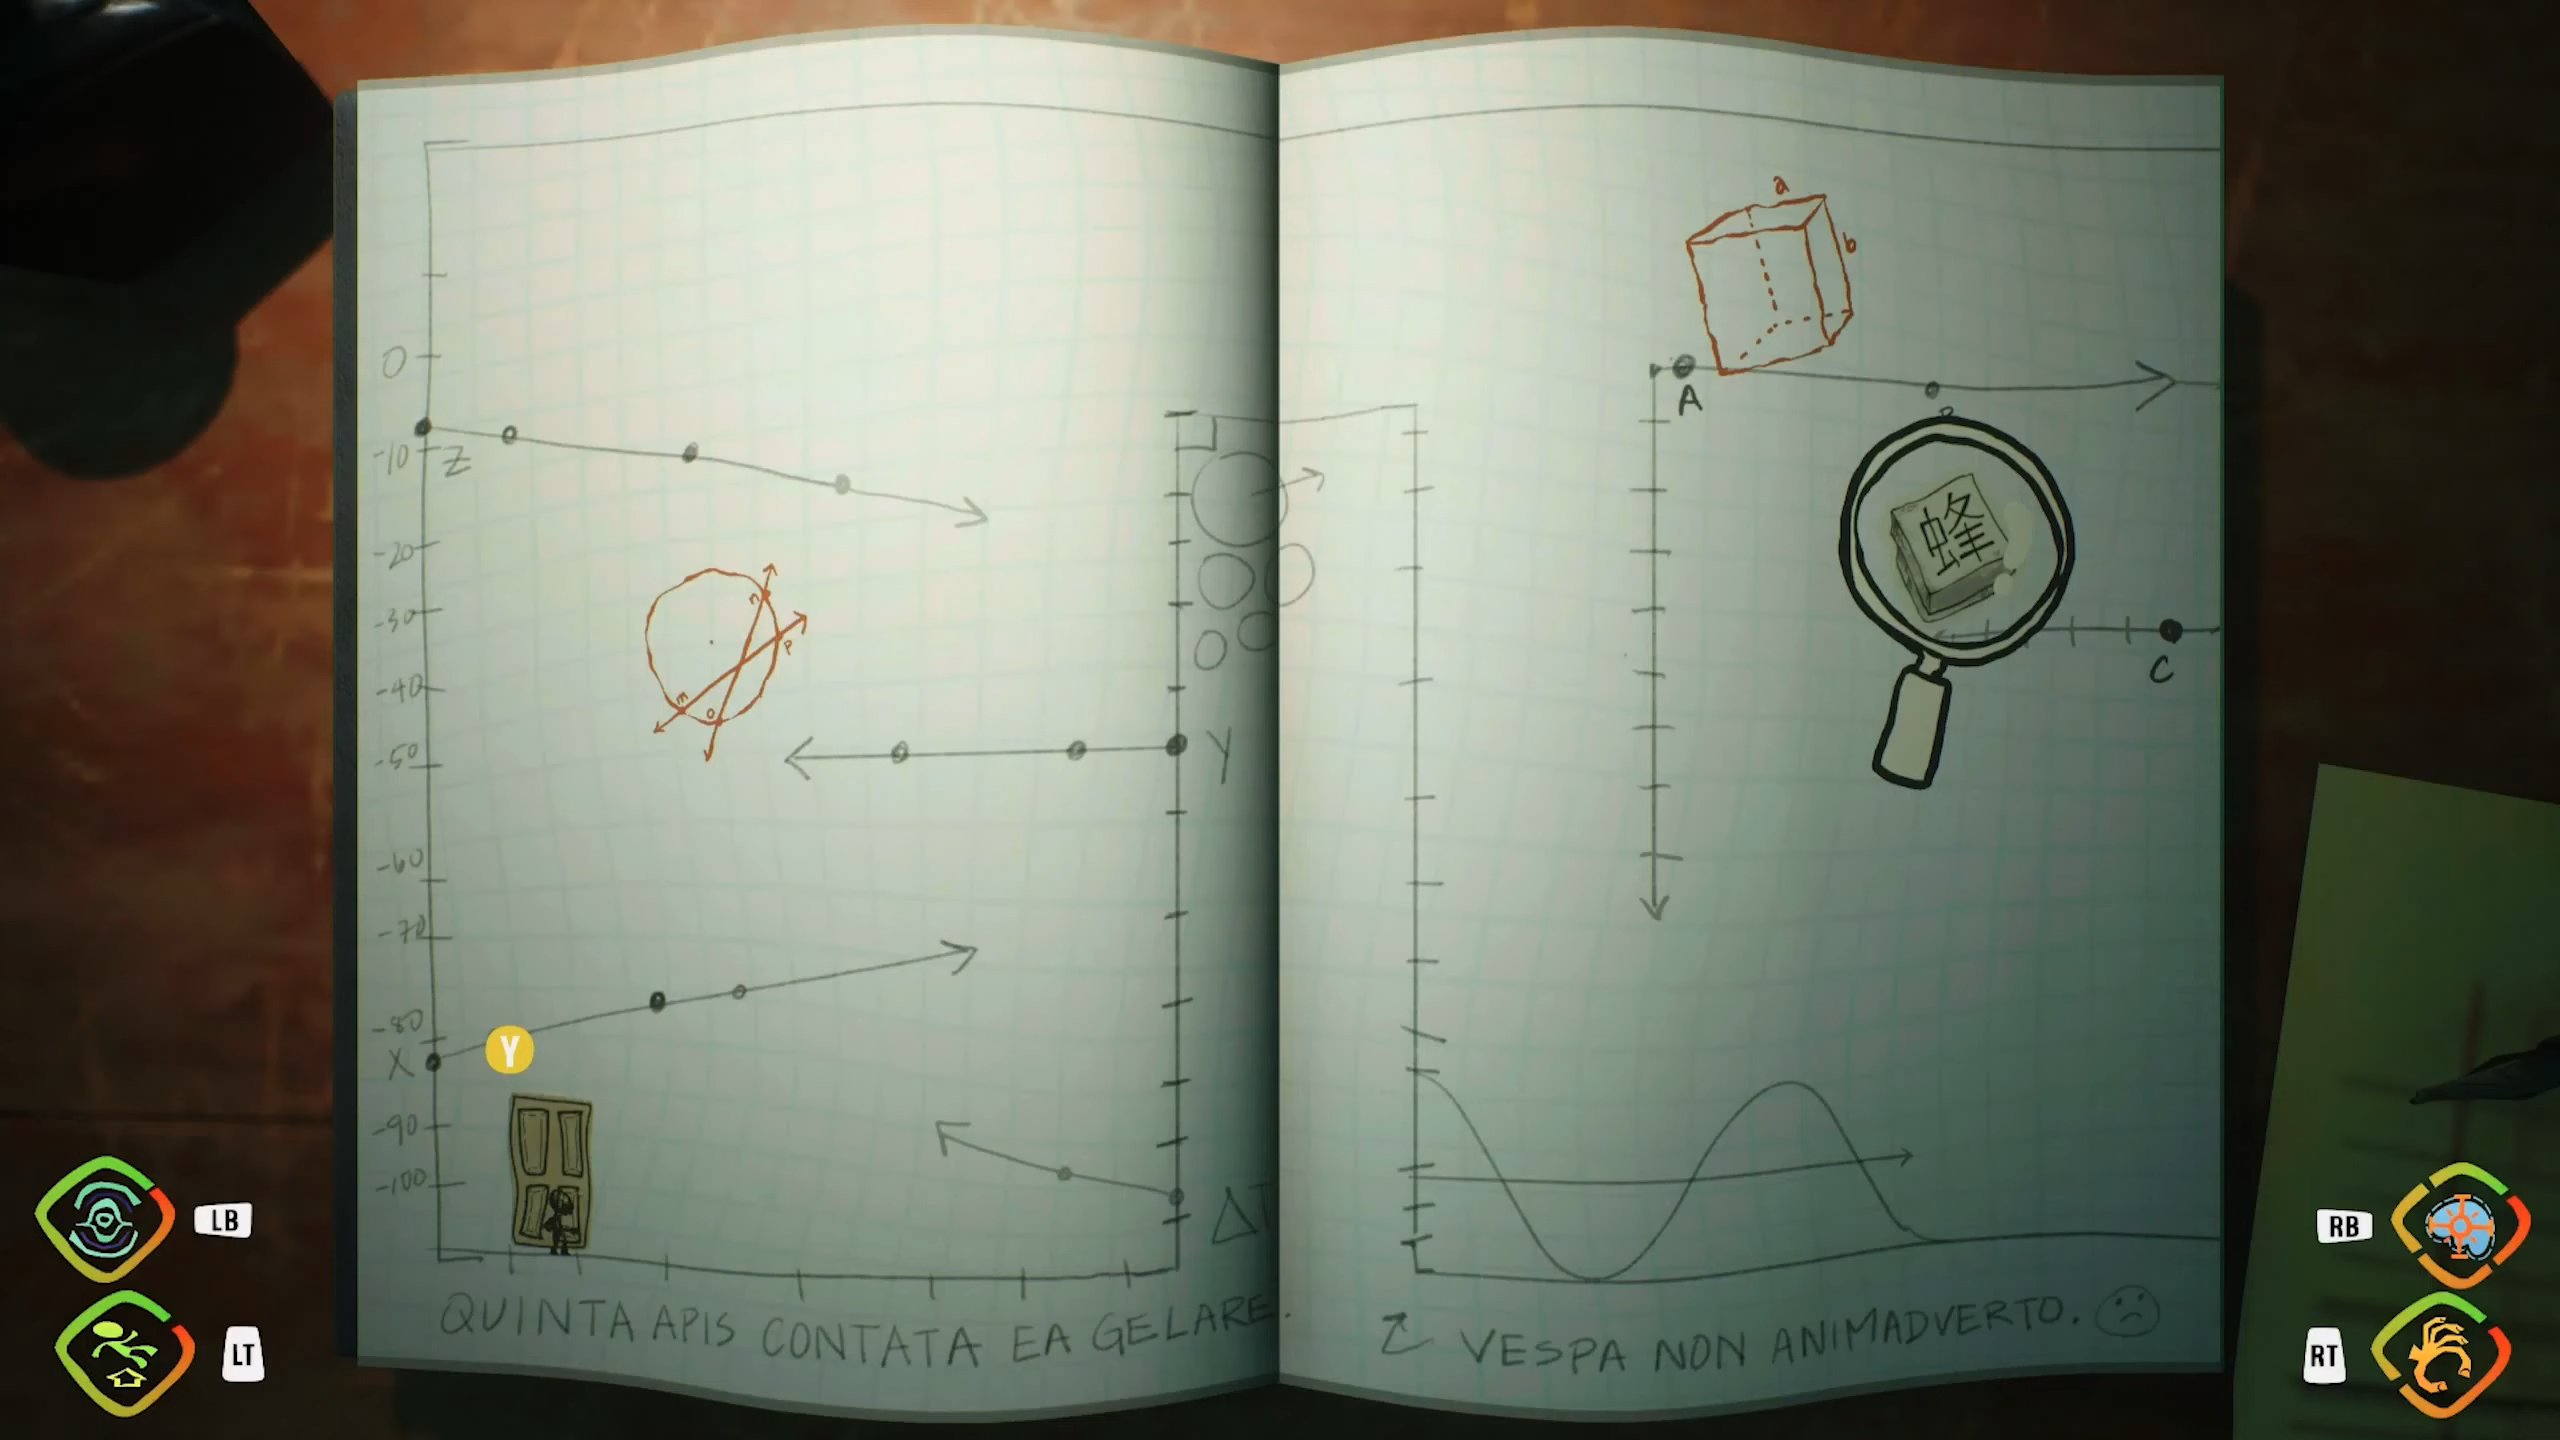 0
-10
Z
-20
-30
-40
-50
-60
-70
-80
X
-90
-100
n
p
m
o
Y
Y
QUINTA APIS CONTATA EA GELARE.
a
b
A
蜂
C
VESPA NON ANIMADVERTO.
LB
LT
RB
RT